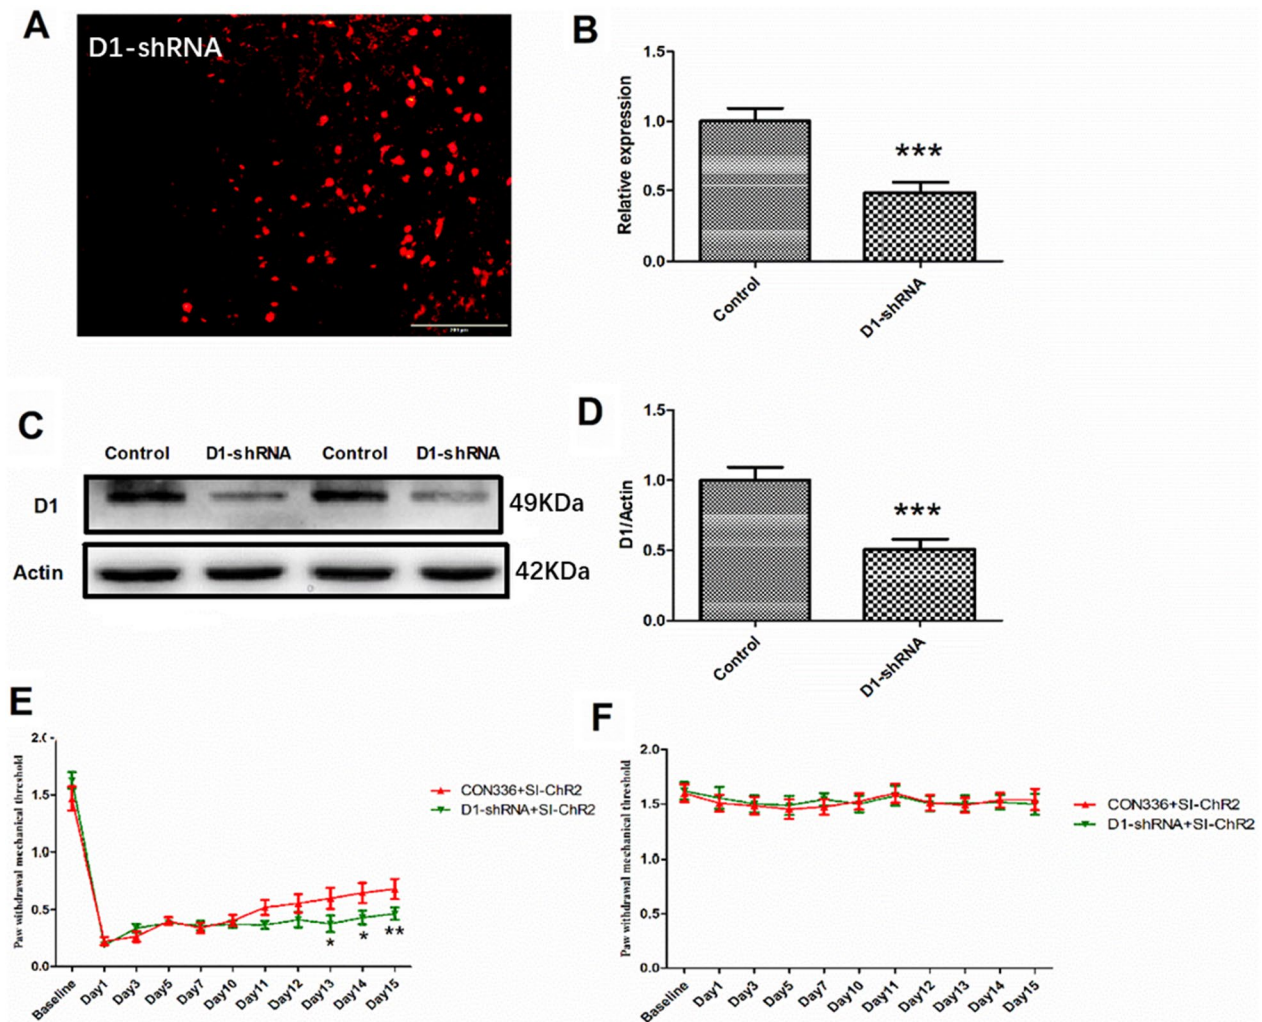 A
D1-shRNA
B
1.5
1.0
0.5
0.0
Relative expression
***
Control
D1-shRNA
C
Control D1-shRNA Control D1-shRNA
D1
49KDa
Actin
42KDa
D
1.5
1.0
0.5
0.0
D1/Actin
***
Control
D1-shRNA
E
1.5
1.0
0.5
0.0
Paw withdrawal mechanical threshold
CON336+SI-ChR2
D1-shRNA+SI-ChR2
* * **
Baseline Day1 Day3 Day5 Day7 Day10 Day11 Day12 Day13 Day14 Day15
F
2.0
1.5
1.0
0.5
0.0
Paw withdrawal mechanical threshold
CON336+SI-ChR2
D1-shRNA+SI-ChR2
Baseline Day1 Day3 Day5 Day7 Day10 Day11 Day12 Day13 Day14 Day15